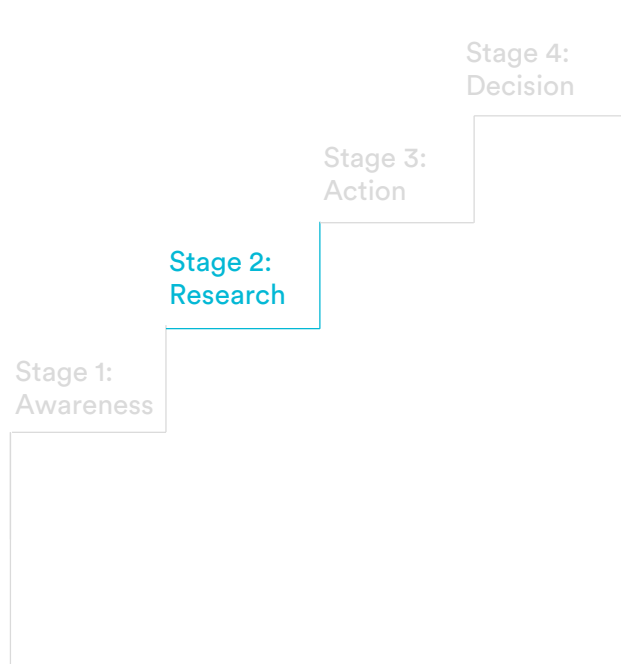 Stage 4:
Decision
Stage 3:
Action
Stage 2:
Research
Stage 1:
Awareness